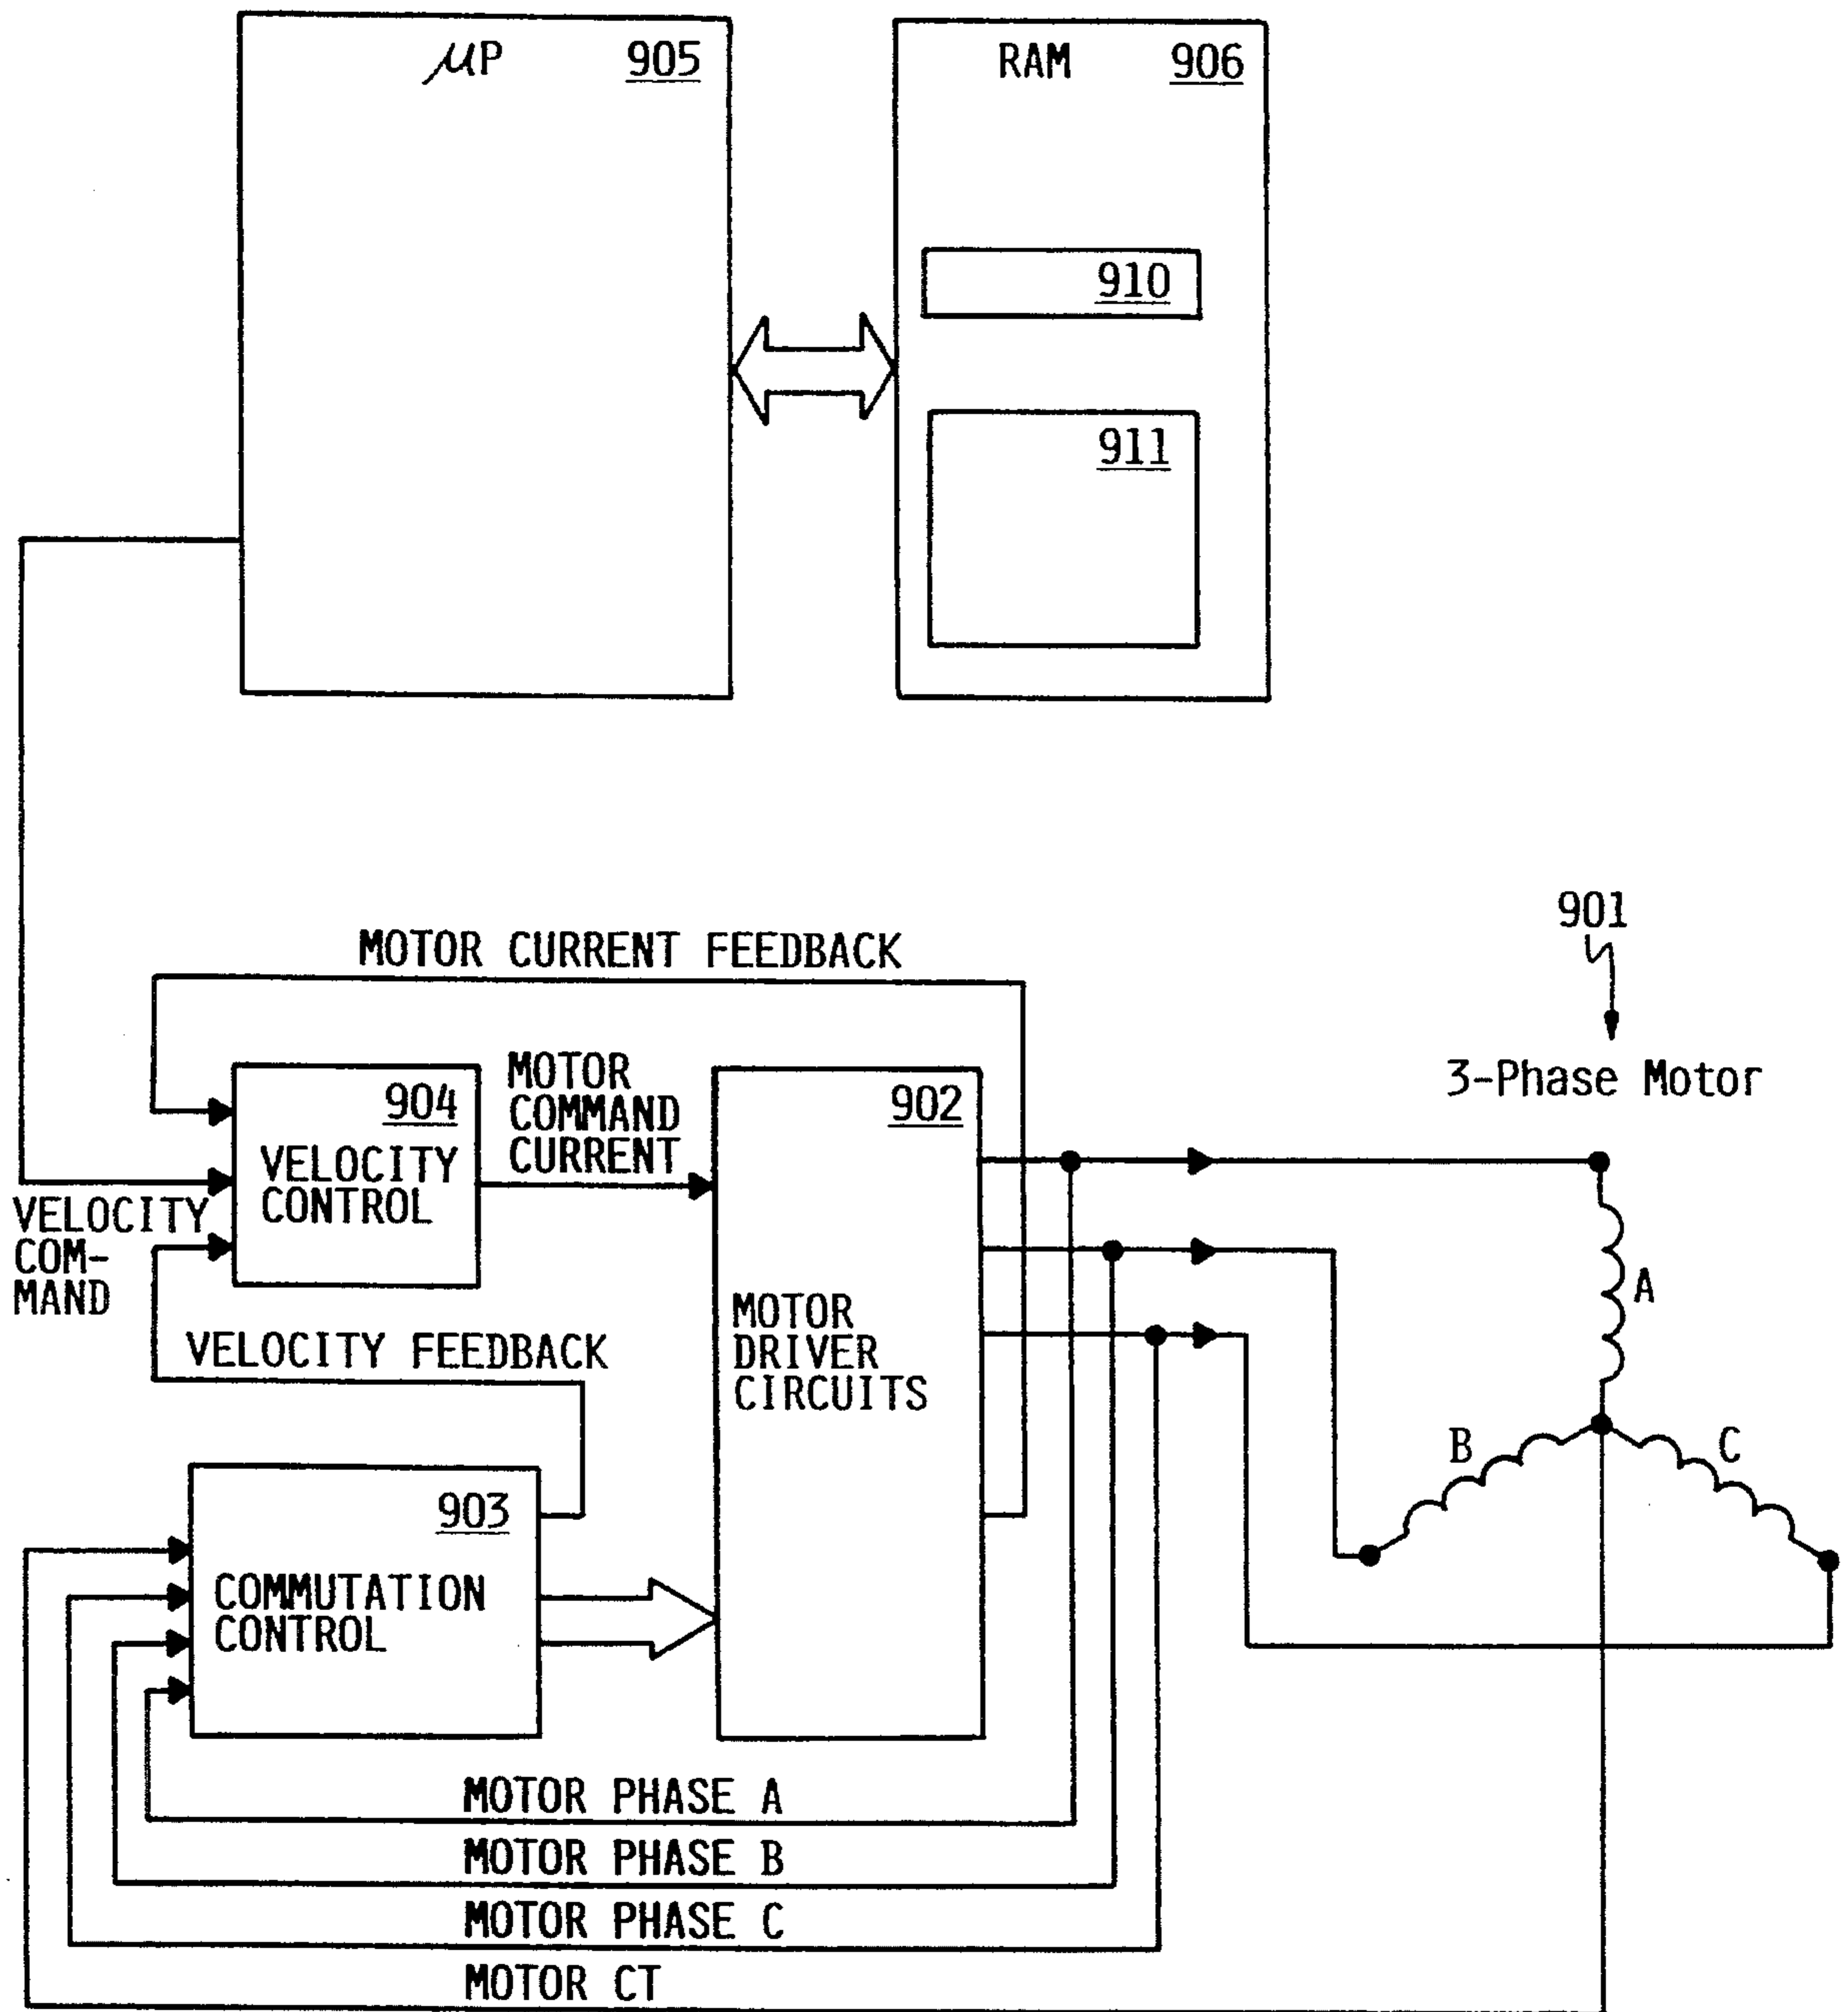 μP 905
RAM 906
910
911
901
MOTOR CURRENT FEEDBACK
3-Phase Motor
904
VELOCITY
CONTROL
MOTOR
COMMAND
CURRENT
902
MOTOR
DRIVER
CIRCUITS
VELOCITY
COM-
MAND
VELOCITY FEEDBACK
A
B
C
903
COMMUTATION
CONTROL
MOTOR PHASE A
MOTOR PHASE B
MOTOR PHASE C
MOTOR CT